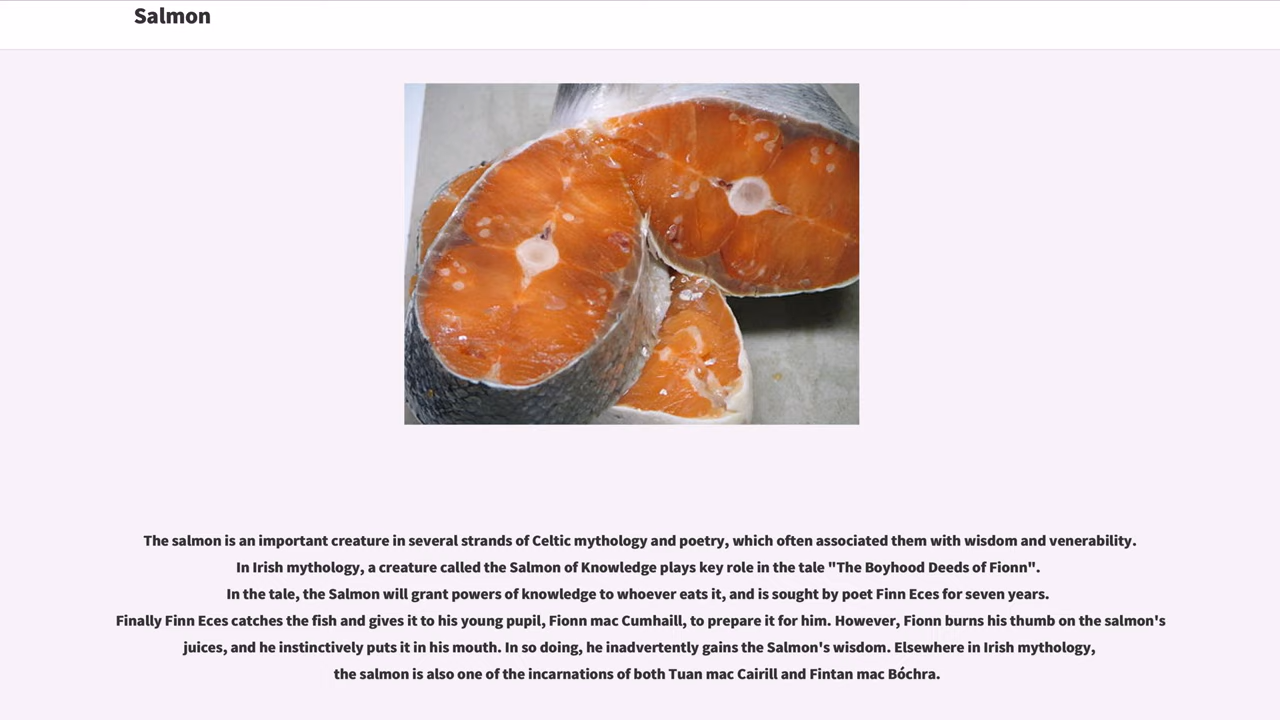 Salmon
The salmon is an important creature in several strands of Celtic mythology and poetry, which often associated them with wisdom and venerability.
In Irish mythology, a creature called the Salmon of Knowledge plays key role in the tale "The Boyhood Deeds of Fionn".
In the tale, the Salmon will grant powers of knowledge to whoever eats it, and is sought by poet Finn Eces for seven years.
Finally Finn Eces catches the fish and gives it to his young pupil, Fionn mac Cumhaill, to prepare it for him. However, Fionn burns his thumb on the salmon's
juices, and he instinctively puts it in his mouth. In so doing, he inadvertently gains the Salmon's wisdom. Elsewhere in Irish mythology,
the salmon is also one of the incarnations of both Tuan mac Cairill and Fintan mac Bóchra.